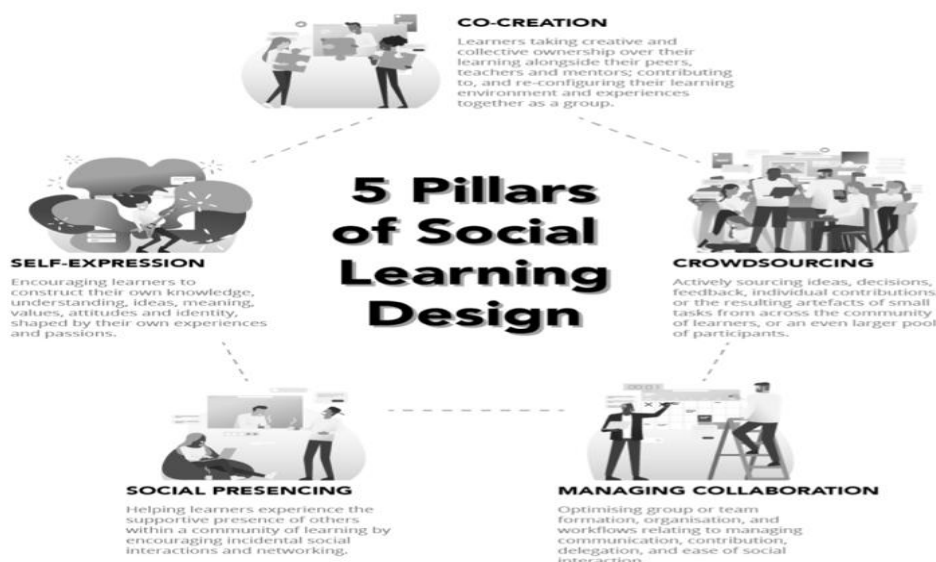 CO-CREATION
Learners taking creative and
collective ownership over their
learning alongside their peers,
teachers and mentors; contributing
to, and re-configuring their learning
environment and experiences
together as a group.
5 Pillars
of Social
Learning
Design
SELF-EXPRESSION
Encouraging learners to
construct their own knowledge,
understanding, ideas, meaning,
values, attitudes and identity,
shaped by their own experiences
and passions.
CROWDSOURCING
Actively sourcing ideas, decisions,
feedback, individual contributions
or the resulting artefacts of small
tasks from across the community
of learners, or an even larger pool
of participants.
SOCIAL PRESENCING
Helping learners experience the
supportive presence of others
within a community of learning by
encouraging incidental social
interactions and networking.
MANAGING COLLABORATION
Optimising group or team
formation, organisation, and
workflows relating to managing
communication, contribution,
delegation, and ease of social
interaction.